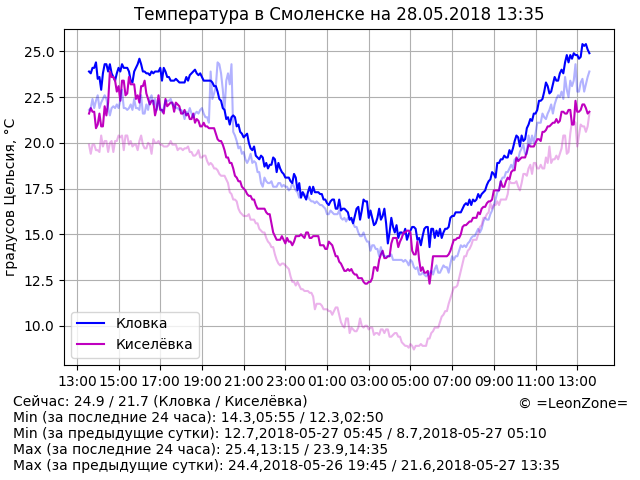 Температура в Смоленске на 28.05.2018 13:35
градусов Цельсия, °C
25.0
22.5
20.0
17.5
15.0
12.5
10.0
Кловка
Киселёвка
13:00 15:00 17:00 19:00 21:00 23:00 01:00 03:00 05:00 07:00 09:00 11:00 13:00
Сейчас: 24.9 / 21.7 (Кловка / Киселёвка)
© =LeonZone=
Min (за последние 24 часа): 14.3,05:55 / 12.3,02:50
Min (за предыдущие сутки): 12.7,2018-05-27 05:45 / 8.7,2018-05-27 05:10
Max (за последние 24 часа): 25.4,13:15 / 23.9,14:35
Max (за предыдущие сутки): 24.4,2018-05-26 19:45 / 21.6,2018-05-27 13:35